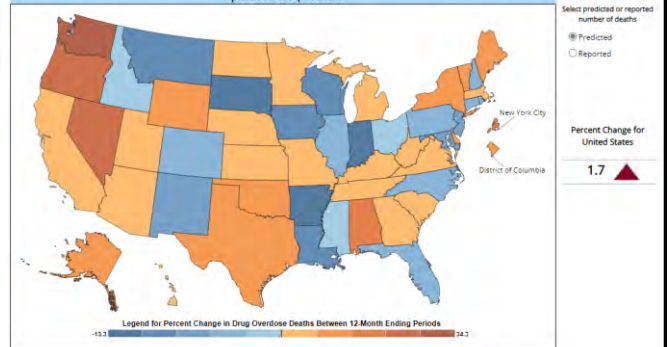 Select predicted or reported
number of deaths
Predicted
Reported
New York City
District of Columbia
Percent Change for
United States
1.7
Legend for Percent Change in Drug Overdose Deaths Between 12-Month Ending Periods
-13.3
34.3